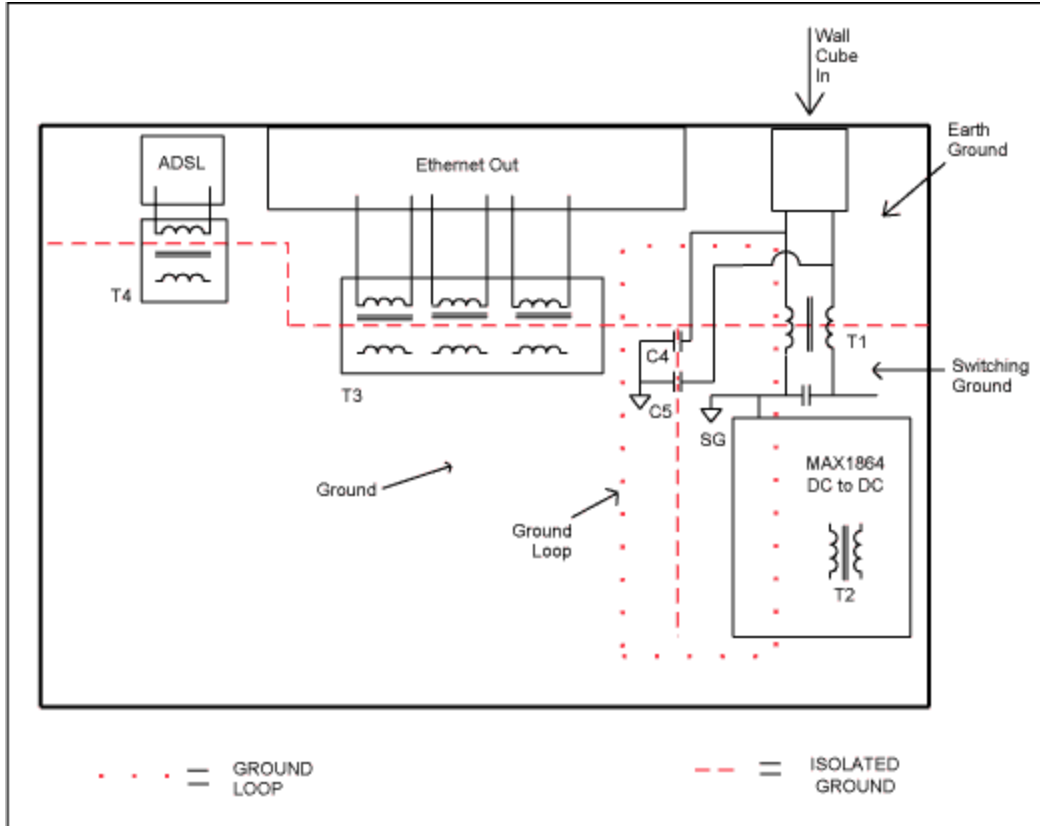 Wall
Cube
In
Earth
Ground
ADSL
Ethernet Out
T4
T3
C4
C5
T1
Switching
Ground
SG
MAX1864
DC to DC
T2
Ground
Ground
Loop
GROUND
LOOP
ISOLATED
GROUND